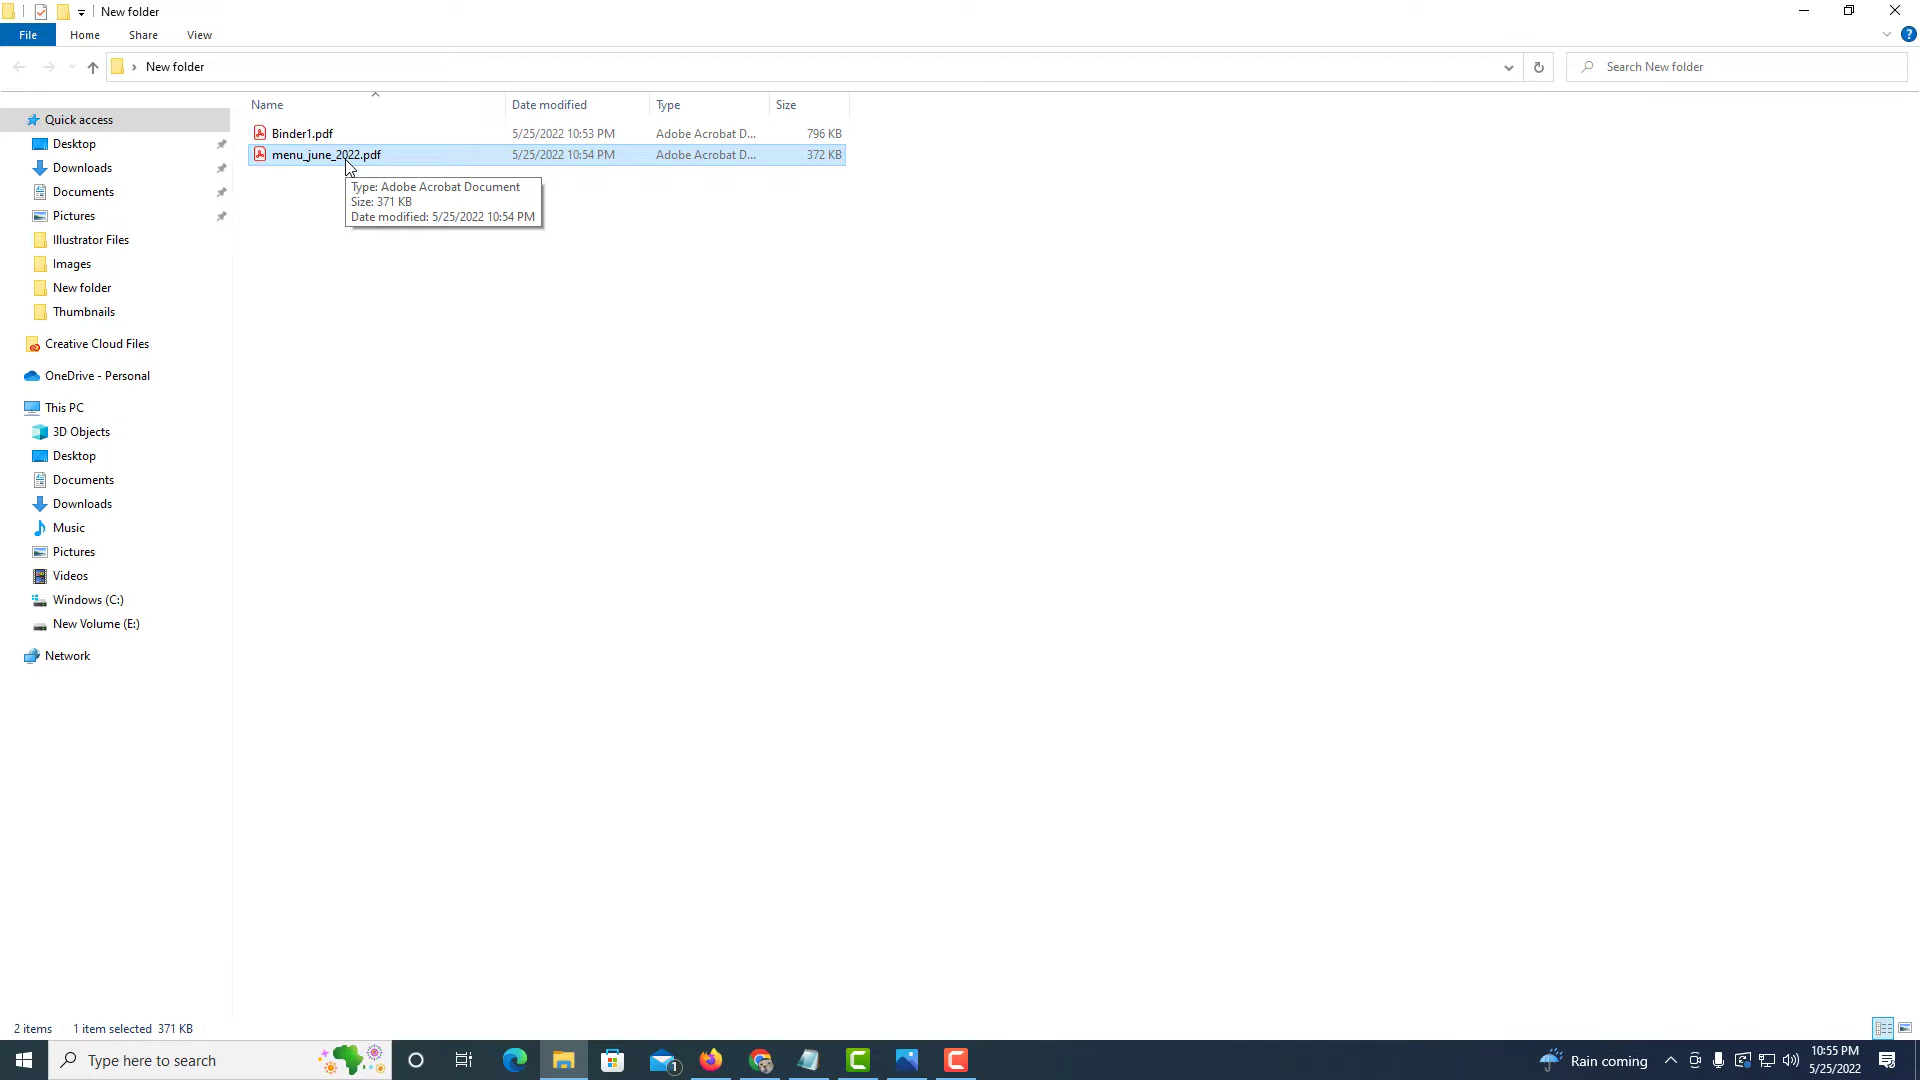 New folder
File Home Share View
New folder
Search New folder
Name Date modified Type Size
Binder1.pdf 5/25/2022 10:53 PM Adobe Acrobat D... 796 KB
menu_june_2022.pdf 5/25/2022 10:54 PM Adobe Acrobat D... 372 KB
Type: Adobe Acrobat Document
Size: 371 KB
Date modified: 5/25/2022 10:54 PM
Quick access
Desktop
Downloads
Documents
Pictures
Illustrator Files
Images
New folder
Thumbnails
Creative Cloud Files
OneDrive - Personal
This PC
3D Objects
Desktop
Documents
Downloads
Music
Pictures
Videos
Windows (C:)
New Volume (E:)
Network
2 items 1 item selected 371 KB
Type here to search
1
Rain coming
10:55 PM
5/25/2022